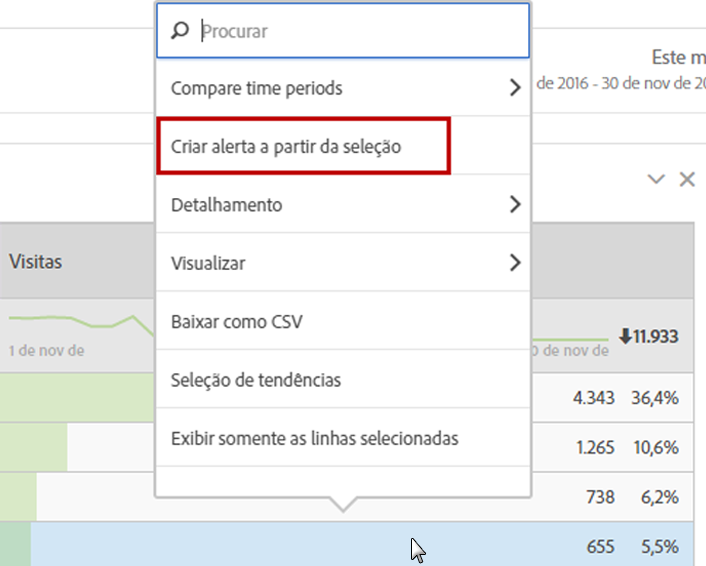 Procurar
Este m
Compare time periods
de 2016 - 30 de nov de 20
Criar alerta a partir da seleção
Detalhamento
Visitas
Visualizar
Baixar como CSV
11.933
1 de nov de
0 de nov de
Seleção de tendências
4.343 36,4%
Exibir somente as linhas selecionadas
1.265 10,6%
738 6,2%
655 5,5%